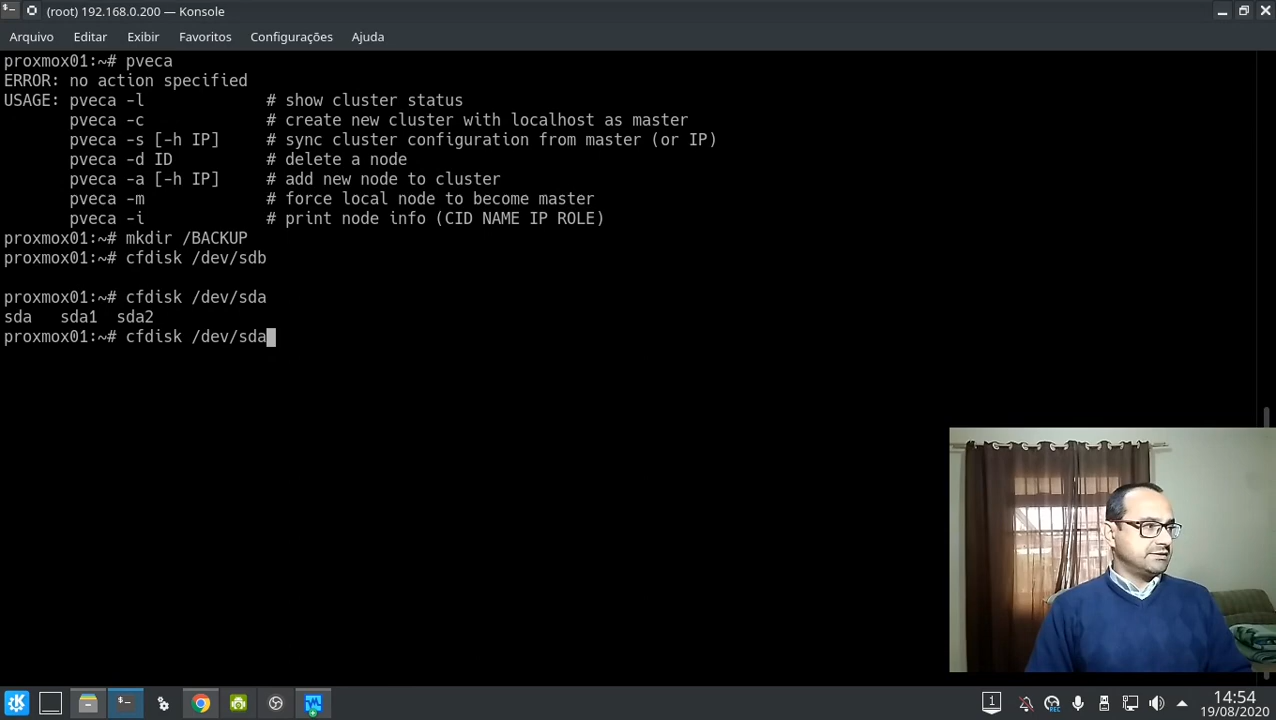 (root) 192.168.0.200 — Konsole
Arquivo Editar Exibir Favoritos Configurações Ajuda
proxmox01:~# pveca
ERROR: no action specified
USAGE: pveca -l # show cluster status
pveca -c # create new cluster with localhost as master
pveca -s [-h IP] # sync cluster configuration from master (or IP)
pveca -d ID # delete a node
pveca -a [-h IP] # add new node to cluster
pveca -m # force local node to become master
pveca -i # print node info (CID NAME IP ROLE)
proxmox01:~# mkdir /BACKUP
proxmox01:~# cfdisk /dev/sdb
proxmox01:~# cfdisk /dev/sda
sda sda1 sda2
proxmox01:~# cfdisk /dev/sda
1
REC
14:54
19/08/2020